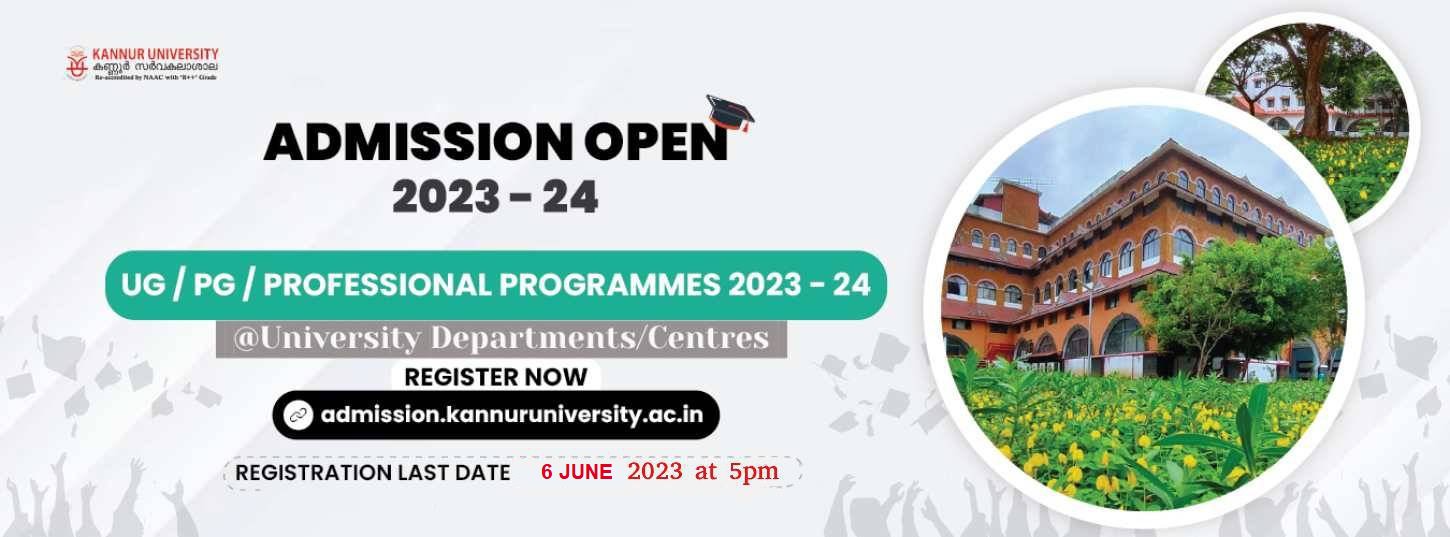 KANNUR UNIVERSITY
കണ്ണൂർ സർവകലാശാല
Re-accredited by NAAC with "B++" Grade
ADMISSION OPEN
2023 - 24
UG / PG / PROFESSIONAL PROGRAMMES 2023 - 24
@University Departments/Centres
REGISTER NOW
admission.kannuruniversity.ac.in
REGISTRATION LAST DATE 6 JUNE 2023 at 5pm